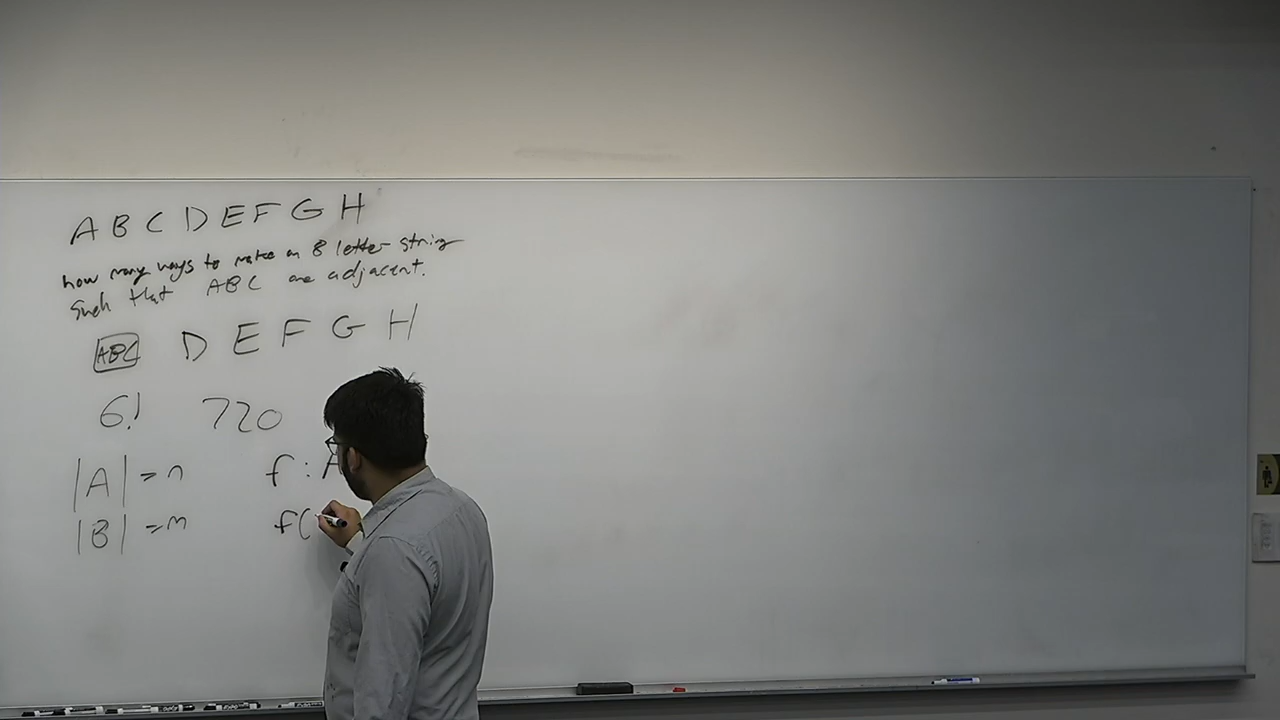 A B C D E F G H
how many ways to make an 8 letter string
such that ABC are adjacent.
ABC D E F G H
6! 720
|A| = n f : A
|B| = m f(